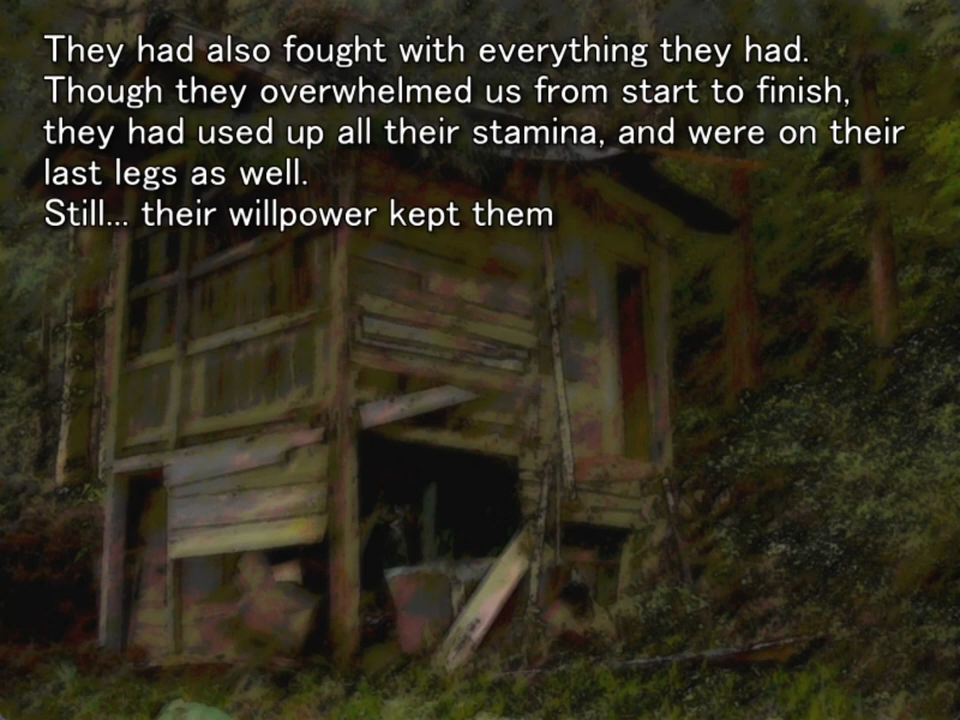 They had also fought with everything they had.
Though they overwhelmed us from start to finish,
they had used up all their stamina, and were on their
last legs as well.
Still... their willpower kept them